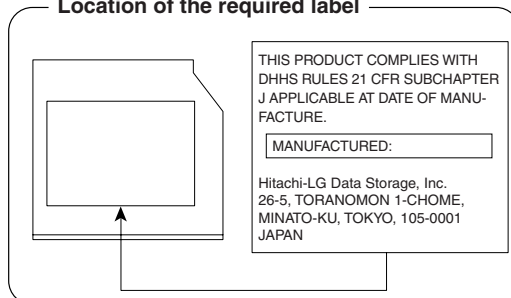 Location of the required label
THIS PRODUCT COMPLIES WITH
DHHS RULES 21 CFR SUBCHAPTER
J APPLICABLE AT DATE OF MANU-
FACTURE.
MANUFACTURED:
Hitachi-LG Data Storage, Inc.
26-5, TORANOMON 1-CHOME,
MINATO-KU, TOKYO, 105-0001
JAPAN